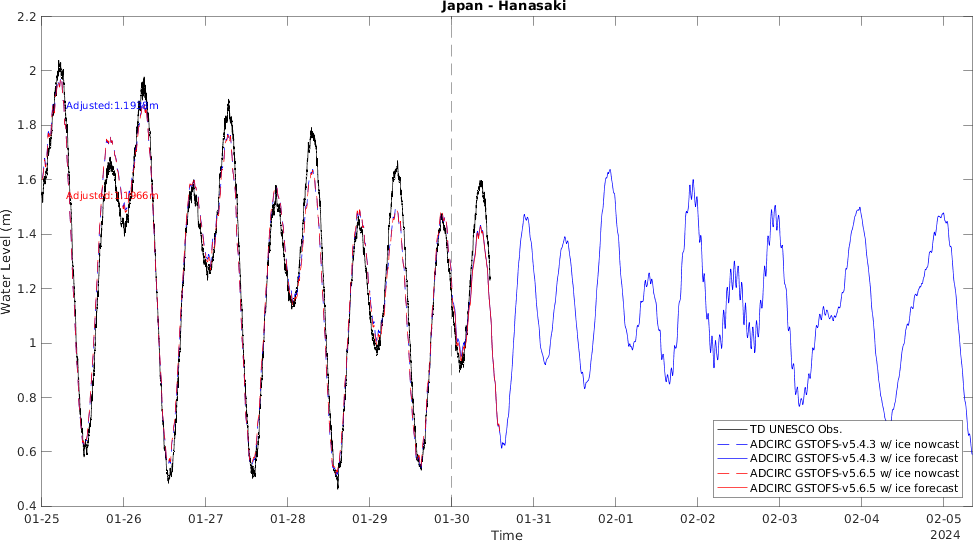 Japan - Hanasaki
2.2
2
1.8
1.6
1.4
1.2
1
0.8
0.6
0.4
Water Level (m)
Adjusted:1.1938m
Adjusted:1.1966m
TD UNESCO Obs.
ADCIRC GSTOFS-v5.4.3 w/ ice nowcast
ADCIRC GSTOFS-v5.4.3 w/ ice forecast
ADCIRC GSTOFS-v5.6.5 w/ ice nowcast
ADCIRC GSTOFS-v5.6.5 w/ ice forecast
01-25 01-26 01-27 01-28 01-29 01-30 01-31 02-01 02-02 02-03 02-04 02-05
Time 2024